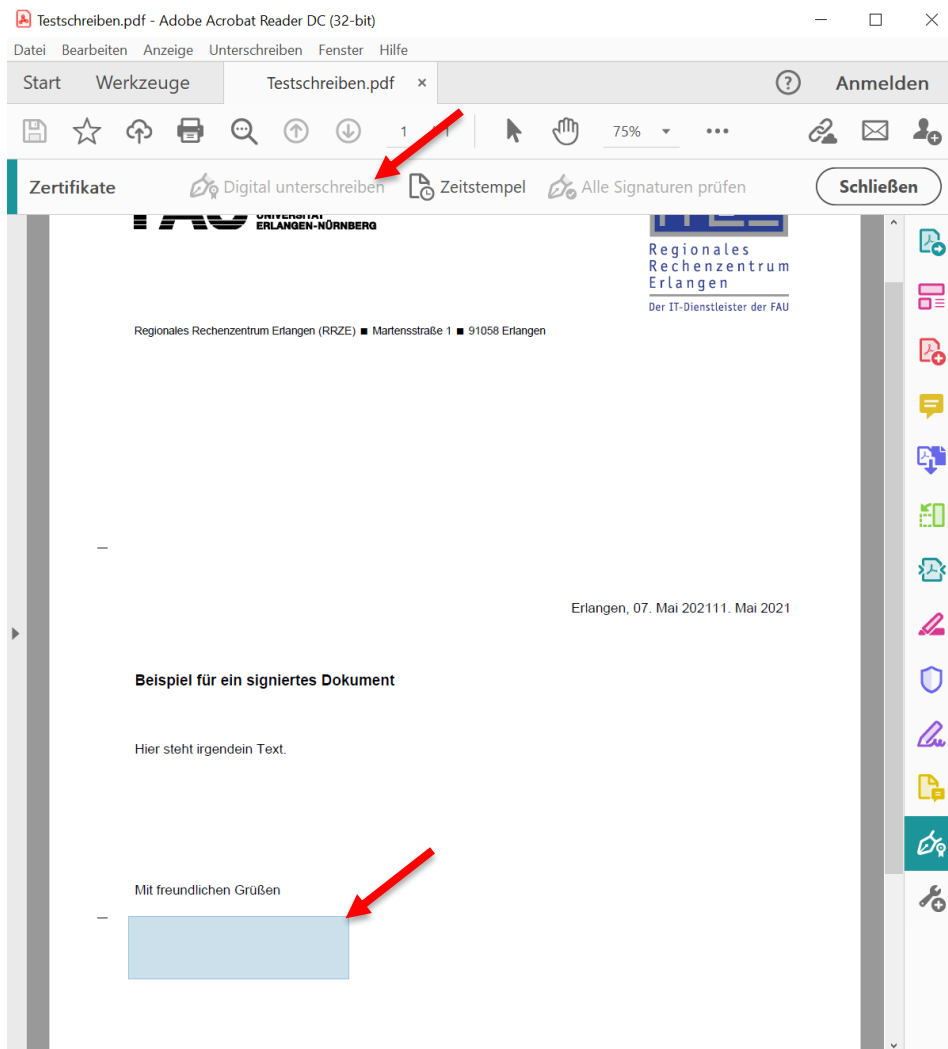 Testschreiben.pdf - Adobe Acrobat Reader DC (32-bit)
Datei Bearbeiten Anzeige Unterschreiben Fenster Hilfe
Start Werkzeuge Testschreiben.pdf × ? Anmelden
1 75%
Zertifikate Digital unterschreiben Zeitstempel Alle Signaturen prüfen Schließen
UNIVERSITÄT
ERLANGEN-NÜRNBERG
Regionales
Rechenzentrum
Erlangen
Der IT-Dienstleister der FAU
Regionales Rechenzentrum Erlangen (RRZE) ■ Martensstraße 1 ■ 91058 Erlangen
Erlangen, 07. Mai 202111. Mai 2021
Beispiel für ein signiertes Dokument
Hier steht irgendein Text.
Mit freundlichen Grüßen